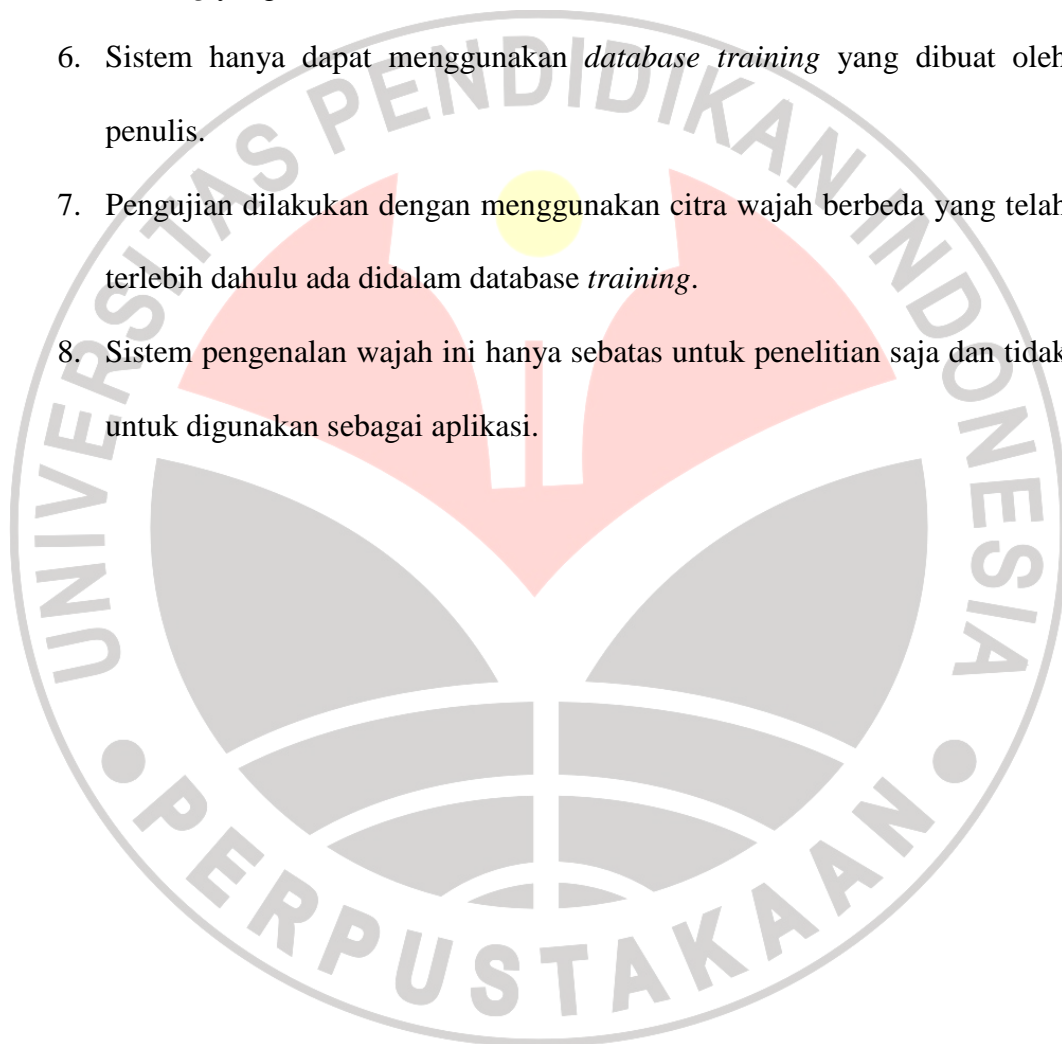 6. Sistem hanya dapat menggunakan database training yang dibuat oleh
penulis.
7. Pengujian dilakukan dengan menggunakan citra wajah berbeda yang telah
terlebih dahulu ada didalam database training.
8. Sistem pengenalan wajah ini hanya sebatas untuk penelitian saja dan tidak
untuk digunakan sebagai aplikasi.
UNIVERSITAS PENDIDIKAN INDONESIA
PERPUSTAKAAN